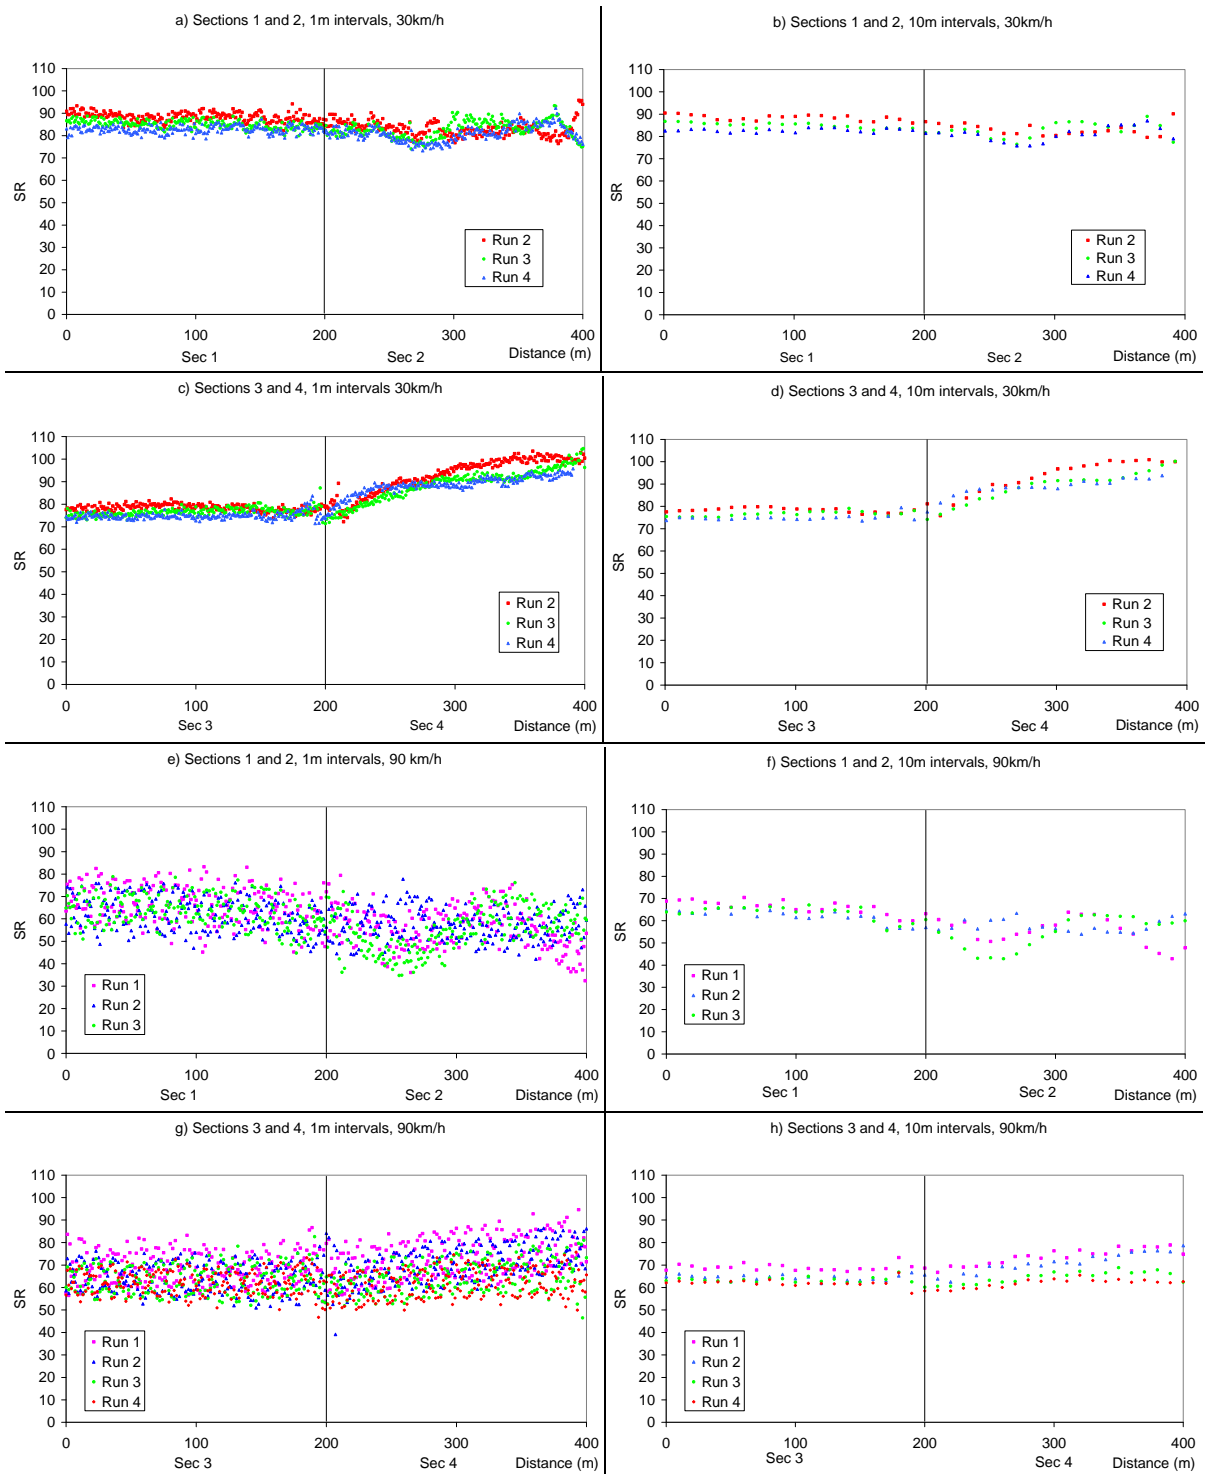 a) Sections 1 and 2, 1m intervals, 30km/h
110
100
90
80
70
60
50
40
30
20
10
0
SR
Run 2
Run 3
Run 4
0 100 200 300 400
Sec 1 Sec 2 Distance (m)
b) Sections 1 and 2, 10m intervals, 30km/h
110
100
90
80
70
60
50
40
30
20
10
0
SR
Run 2
Run 3
Run 4
0 100 200 300 400
Sec 1 Sec 2 Distance (m)
c) Sections 3 and 4, 1m intervals 30km/h
110
100
90
80
70
60
50
40
30
20
10
0
SR
Run 2
Run 3
Run 4
0 100 200 300 400
Sec 3 Sec 4 Distance (m)
d) Sections 3 and 4, 10m intervals, 30km/h
110
100
90
80
70
60
50
40
30
20
10
0
SR
Run 2
Run 3
Run 4
0 100 200 300 400
Sec 3 Sec 4 Distance (m)
e) Sections 1 and 2, 1m intervals, 90 km/h
110
100
90
80
70
60
50
40
30
20
10
0
SR
Run 1
Run 2
Run 3
0 100 200 300 400
Sec 1 Sec 2 Distance (m)
f) Sections 1 and 2, 10m intervals, 90km/h
110
100
90
80
70
60
50
40
30
20
10
0
SR
Run 1
Run 2
Run 3
0 100 200 300 400
Sec 1 Sec 2 Distance (m)
g) Sections 3 and 4, 1m intervals, 90km/h
110
100
90
80
70
60
50
40
30
20
10
0
SR
Run 1
Run 2
Run 3
Run 4
0 100 200 300 400
Sec 3 Sec 4 Distance (m)
h) Sections 3 and 4, 10m intervals, 90km/h
110
100
90
80
70
60
50
40
30
20
10
0
SR
Run 1
Run 2
Run 3
Run 4
0 100 200 300 400
Sec 3 Sec 4 Distance (m)